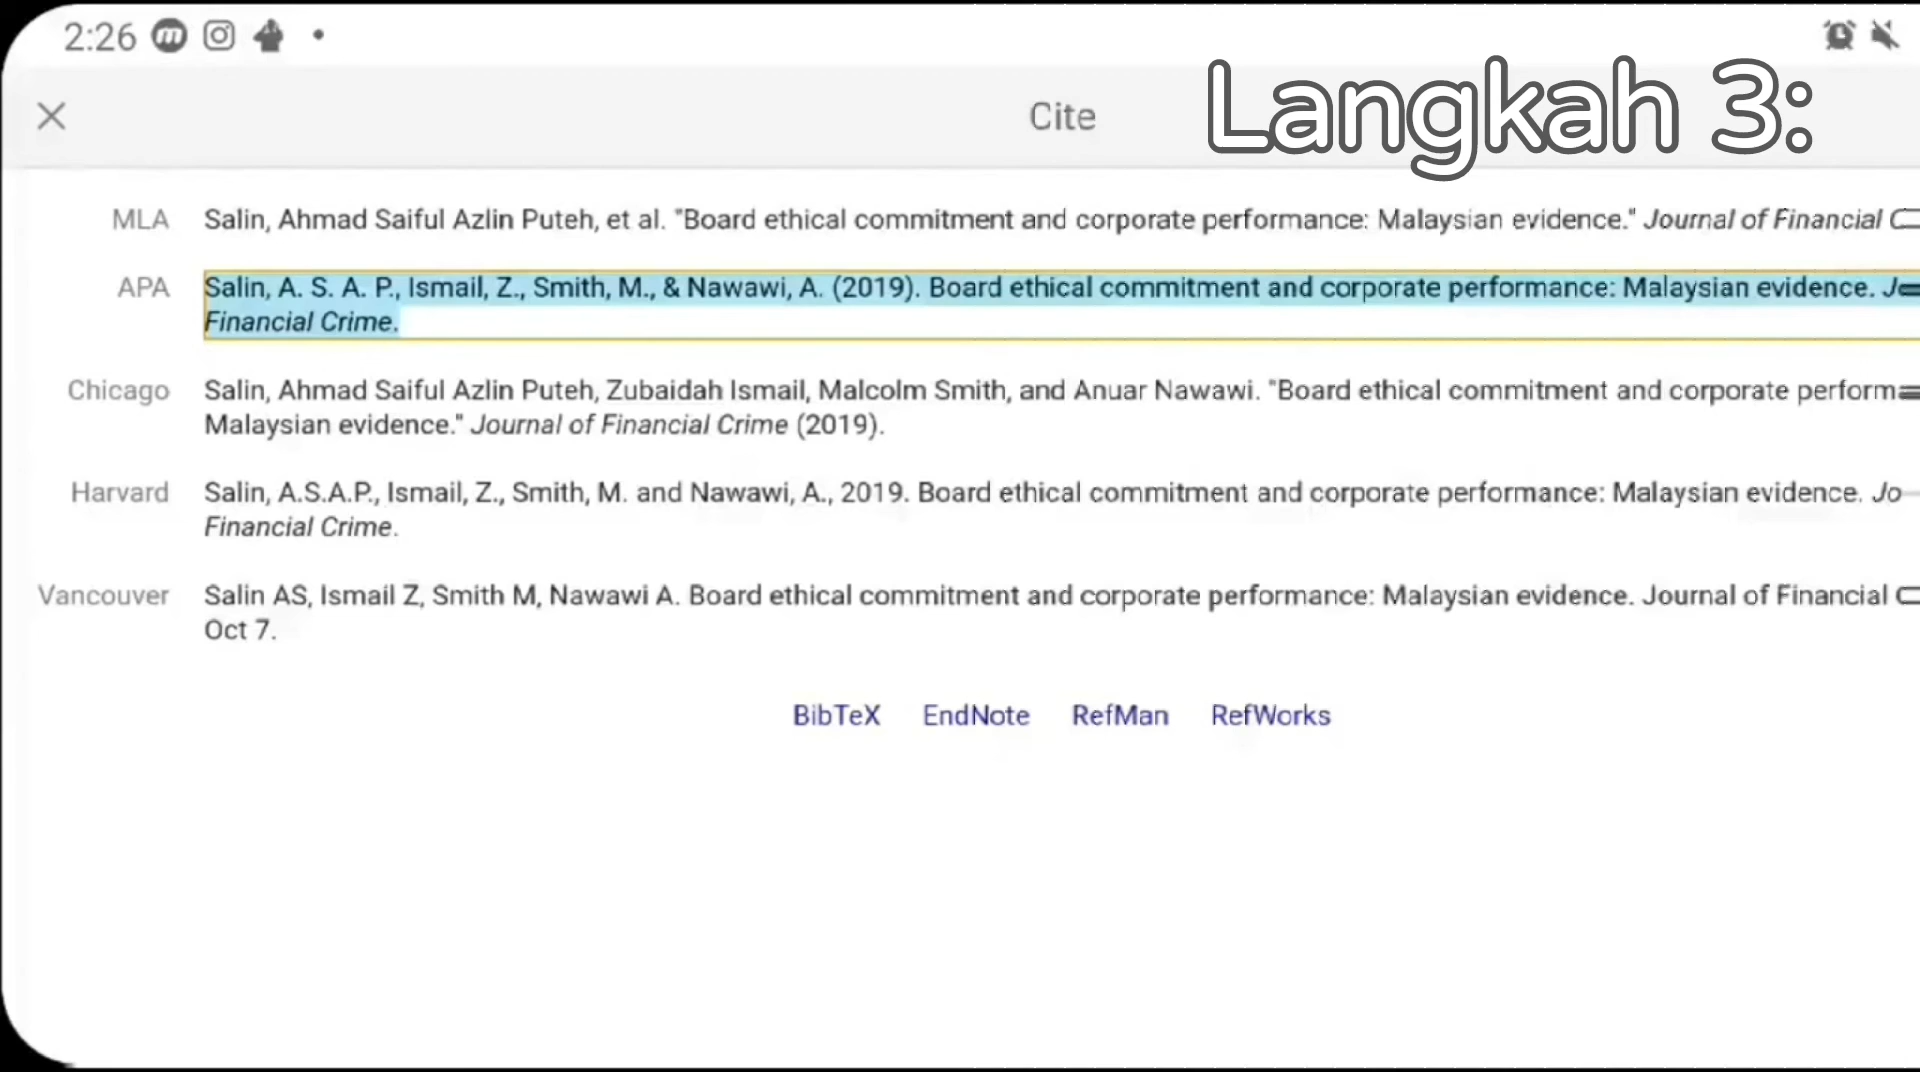 2:26
Langkah 3:
Cite
MLA Salin, Ahmad Saiful Azlin Puteh, et al. "Board ethical commitment and corporate performance: Malaysian evidence." Journal of Financial
APA Salin, A. S. A. P., Ismail, Z., Smith, M., & Nawawi, A. (2019). Board ethical commitment and corporate performance: Malaysian evidence.
Financial Crime.
Chicago Salin, Ahmad Saiful Azlin Puteh, Zubaidah Ismail, Malcolm Smith, and Anuar Nawawi. "Board ethical commitment and corporate
Malaysian evidence." Journal of Financial Crime (2019).
Harvard Salin, A.S.A.P., Ismail, Z., Smith, M. and Nawawi, A., 2019. Board ethical commitment and corporate performance: Malaysian evidence.
Financial Crime.
Vancouver Salin AS, Ismail Z, Smith M, Nawawi A. Board ethical commitment and corporate performance: Malaysian evidence. Journal of Financial
Oct 7.
BibTeX EndNote RefMan RefWorks